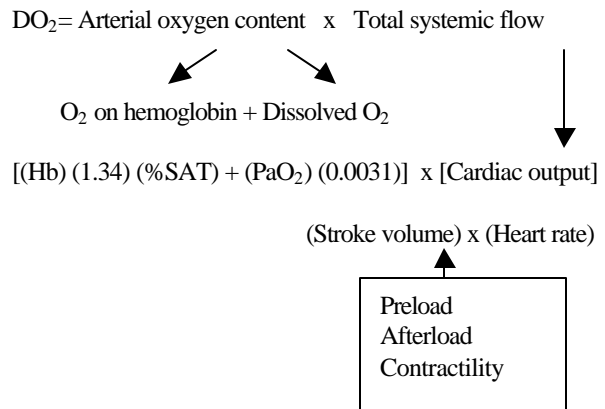 DO₂= Arterial oxygen content x Total systemic flow
O₂ on hemoglobin + Dissolved O₂
[(Hb) (1.34) (%SAT) + (PaO₂) (0.0031)] x [Cardiac output]
(Stroke volume) x (Heart rate)
Preload
Afterload
Contractility